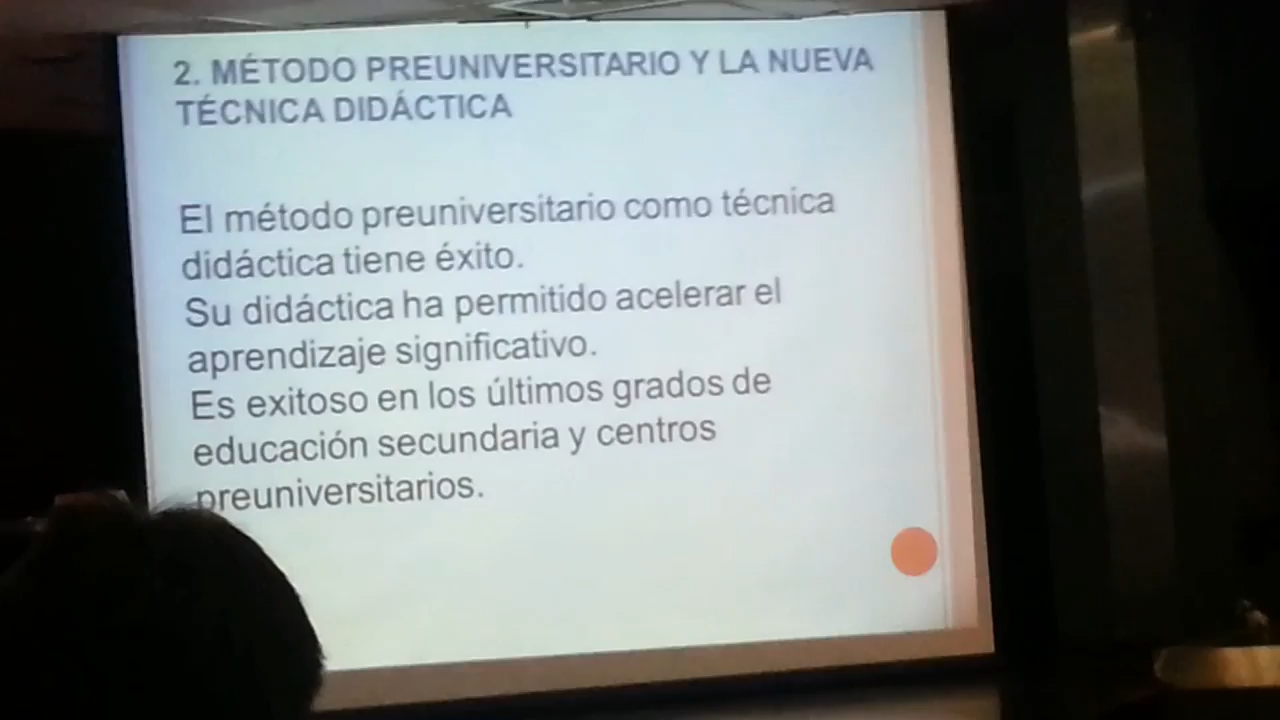 2. MÉTODO PREUNIVERSITARIO Y LA NUEVA
TÉCNICA DIDÁCTICA
El método preuniversitario como técnica
didáctica tiene éxito.
Su didáctica ha permitido acelerar el
aprendizaje significativo.
Es exitoso en los últimos grados de
educación secundaria y centros
preuniversitarios.